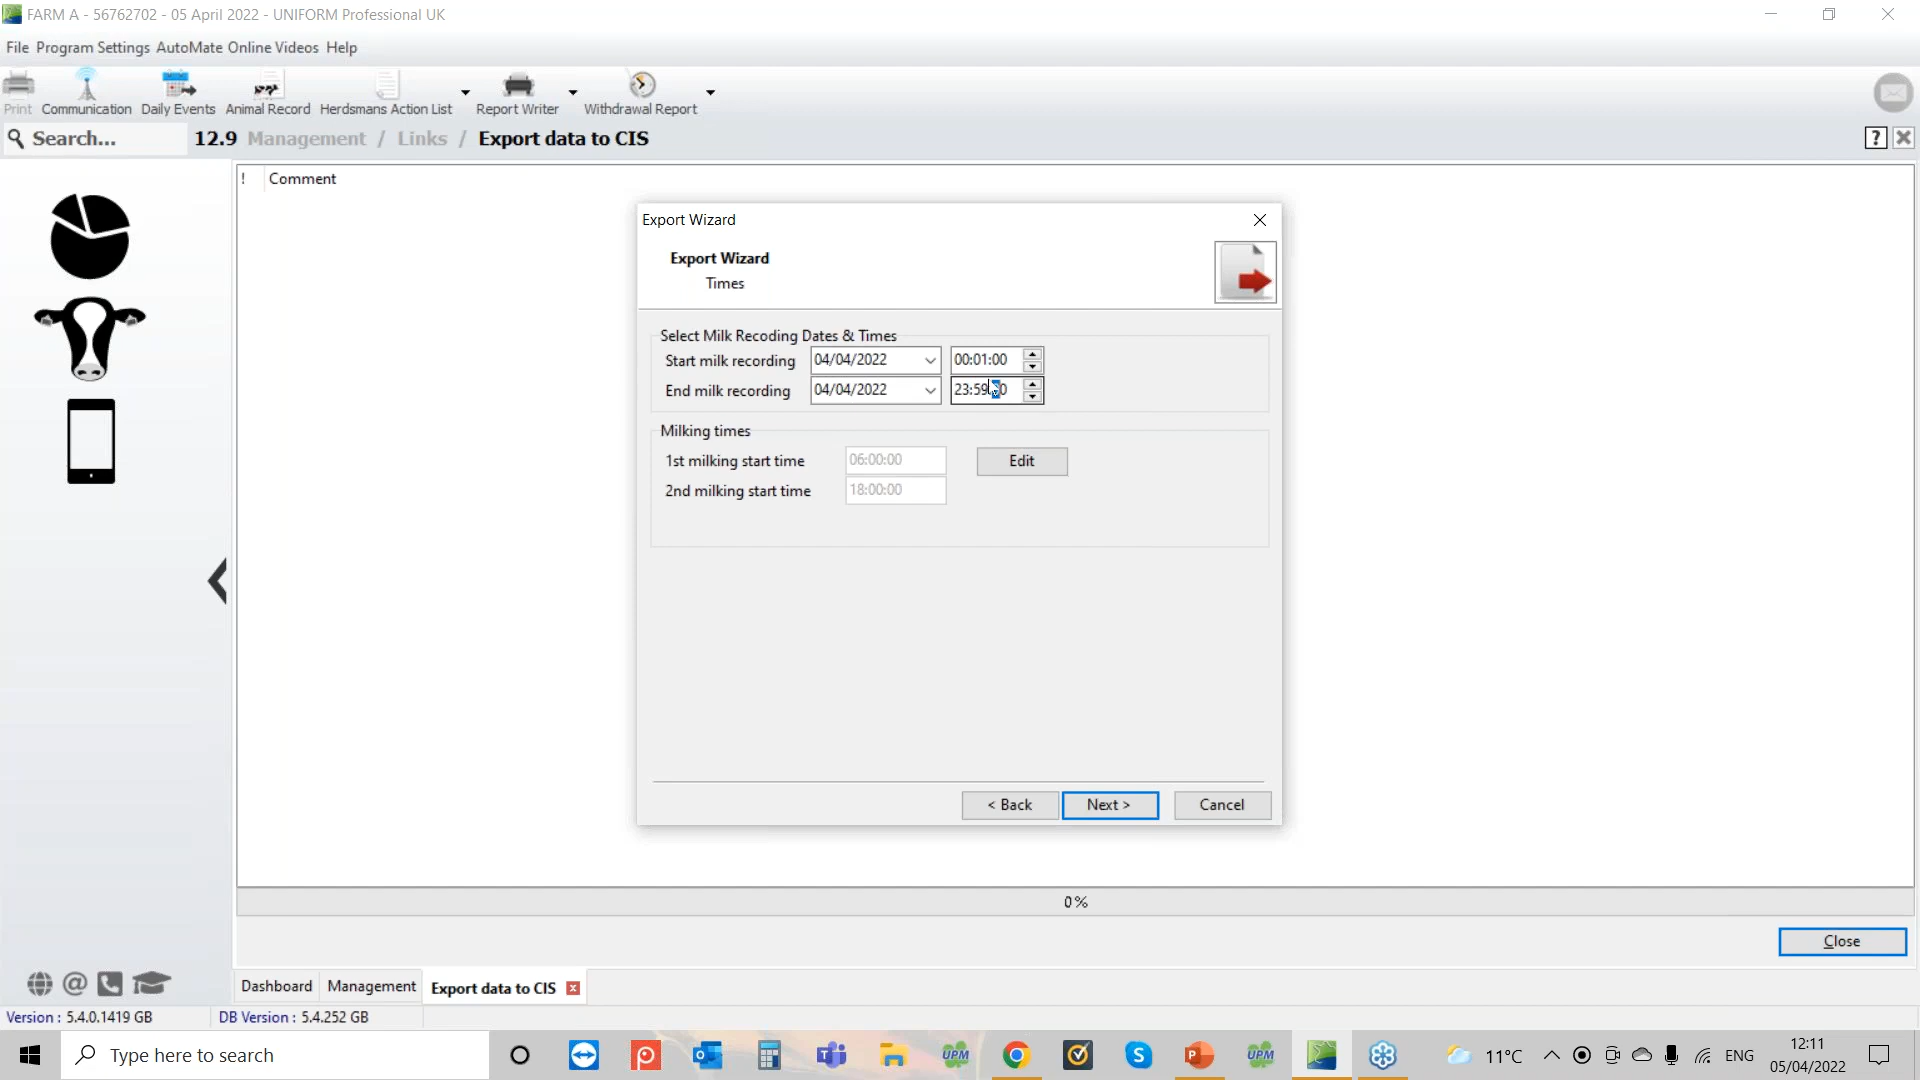 FARM A - 56762702 - 05 April 2022 - UNIFORM Professional UK
File Program Settings AutoMate Online Videos Help
Print Communication Daily Events Animal Record Herdsmans Action List Report Writer Withdrawal Report
Search... 12.9 Management / Links / Export data to CIS ?
! Comment
Export Wizard
Export Wizard
Times
Select Milk Recoding Dates & Times
Start milk recording 04/04/2022 00:01:00
End milk recording 04/04/2022 23:59
Milking times
1st milking start time 06:00:00 Edit
2nd milking start time 18:00:00
< Back Next > Cancel
0%
Close
Dashboard Management Export data to CIS
Version : 5.4.0.1419 GB DB Version : 5.4.252 GB
Type here to search UPM UPM 11°C ENG 12:11
05/04/2022